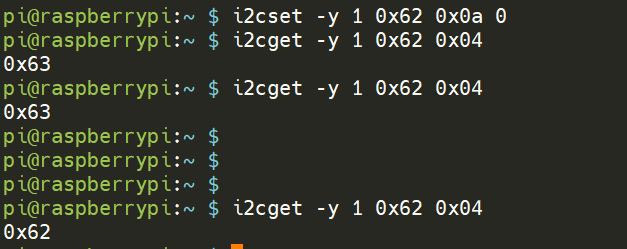 pi@raspberrypi:~ $ i2cset -y 1 0x62 0x0a 0
pi@raspberrypi:~ $ i2cget -y 1 0x62 0x04
0x63
pi@raspberrypi:~ $ i2cget -y 1 0x62 0x04
0x63
pi@raspberrypi:~ $
pi@raspberrypi:~ $
pi@raspberrypi:~ $
pi@raspberrypi:~ $ i2cget -y 1 0x62 0x04
0x62